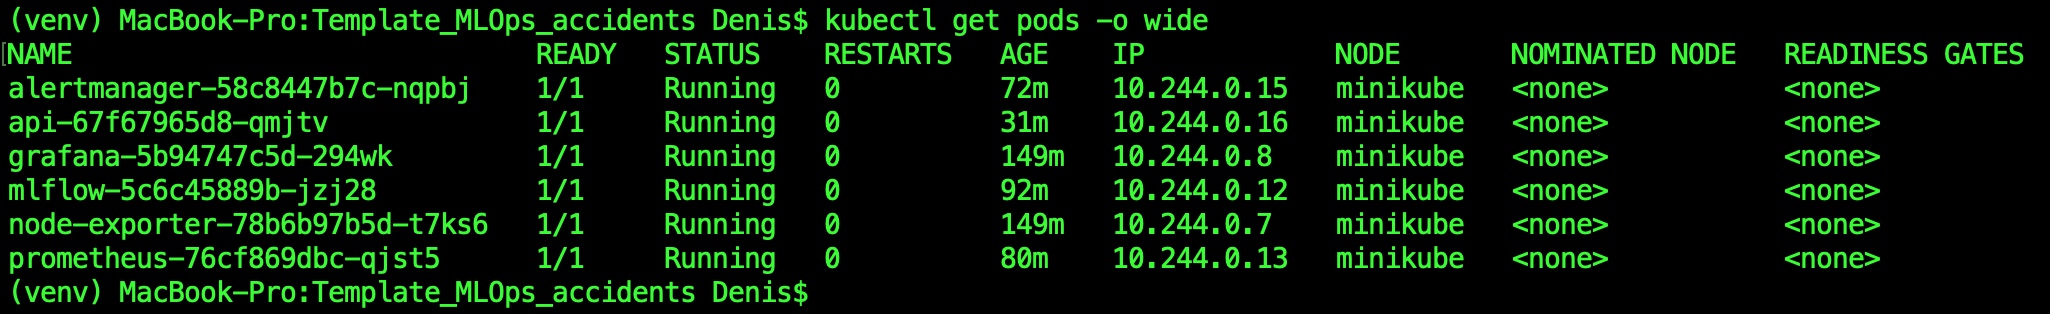 (venv) MacBook-Pro:Template_MLOps_accidents Denis$ kubectl get pods -o wide
NAME READY STATUS RESTARTS AGE IP NODE NOMINATED NODE READINESS GATES
alertmanager-58c8447b7c-nqpbj 1/1 Running 0 72m 10.244.0.15 minikube <none> <none>
api-67f67965d8-qmjtv 1/1 Running 0 31m 10.244.0.16 minikube <none> <none>
grafana-5b94747c5d-294wk 1/1 Running 0 149m 10.244.0.8 minikube <none> <none>
mlflow-5c6c45889b-jzj28 1/1 Running 0 92m 10.244.0.12 minikube <none> <none>
node-exporter-78b6b97b5d-t7ks6 1/1 Running 0 149m 10.244.0.7 minikube <none> <none>
prometheus-76cf869dbc-qjst5 1/1 Running 0 80m 10.244.0.13 minikube <none> <none>
(venv) MacBook-Pro:Template_MLOps_accidents Denis$